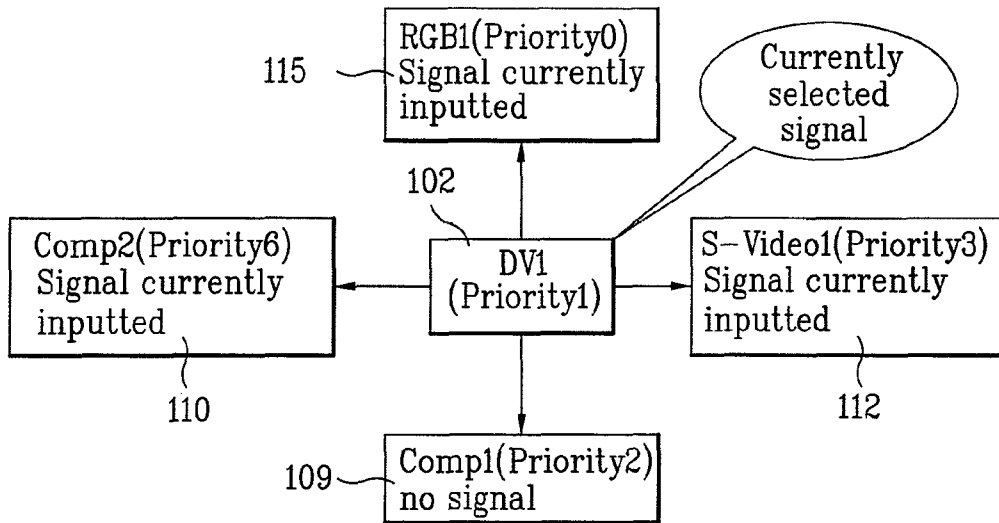 RGB1(Priority0)
Signal currently
inputted
115
Currently
selected
signal
102
Comp2(Priority6)
Signal currently
inputted
110
DV1
(Priority1)
S-Video1(Priority3)
Signal currently
inputted
112
Comp1(Priority2)
no signal
109